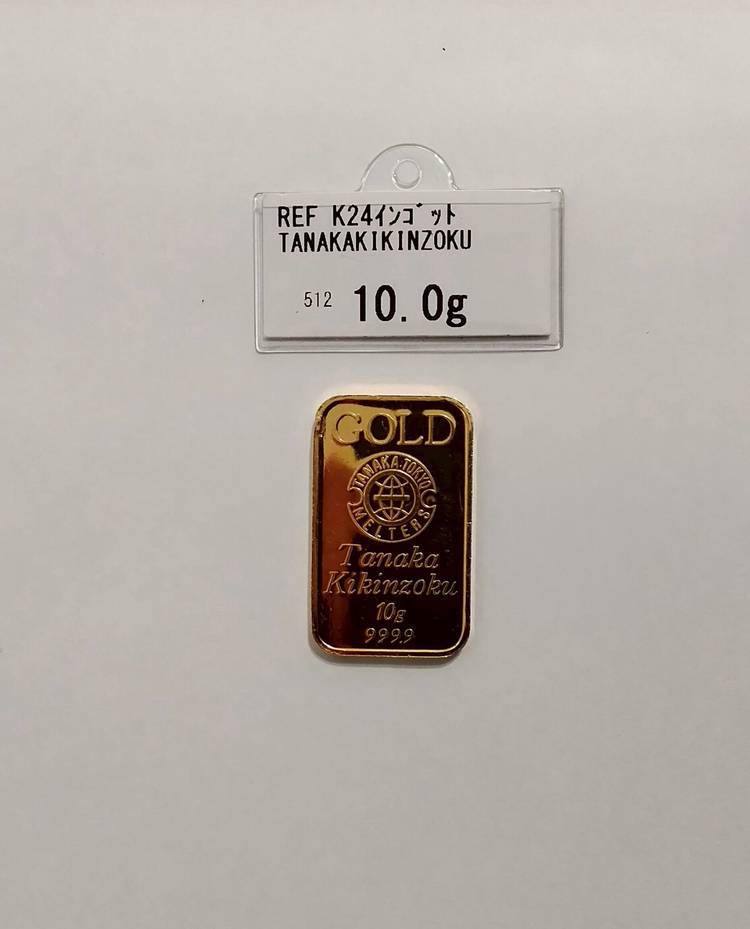 REF K24ｲﾝｺﾞｯﾄ
TANAKAKIKINZOKU
512 10.0g
GOLD
TANAKA·TOKYO
MELTERS
Tanaka
Kikinzoku
10g
999.9